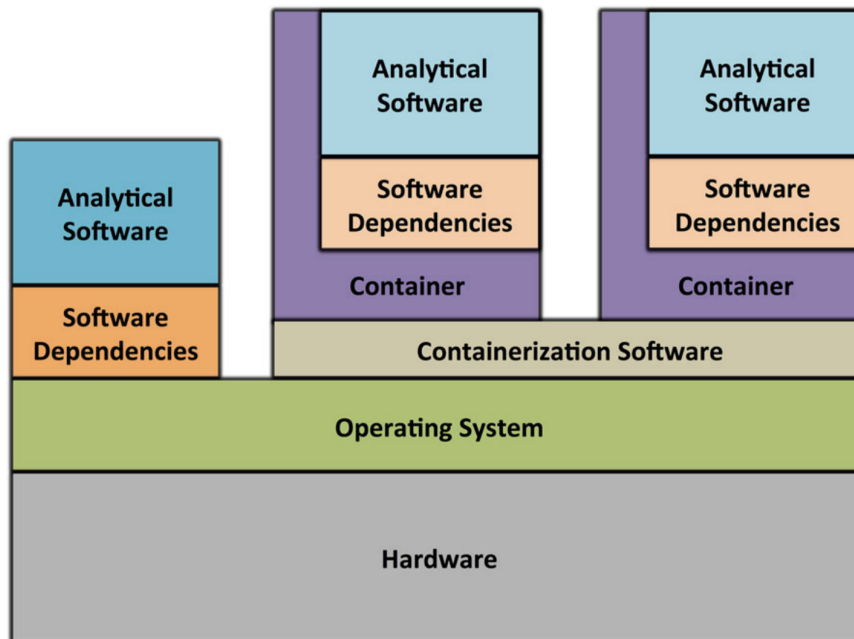 Analytical
Software
Analytical
Software
Analytical
Software
Software
Dependencies
Software
Dependencies
Container
Container
Software
Dependencies
Containerization Software
Operating System
Hardware